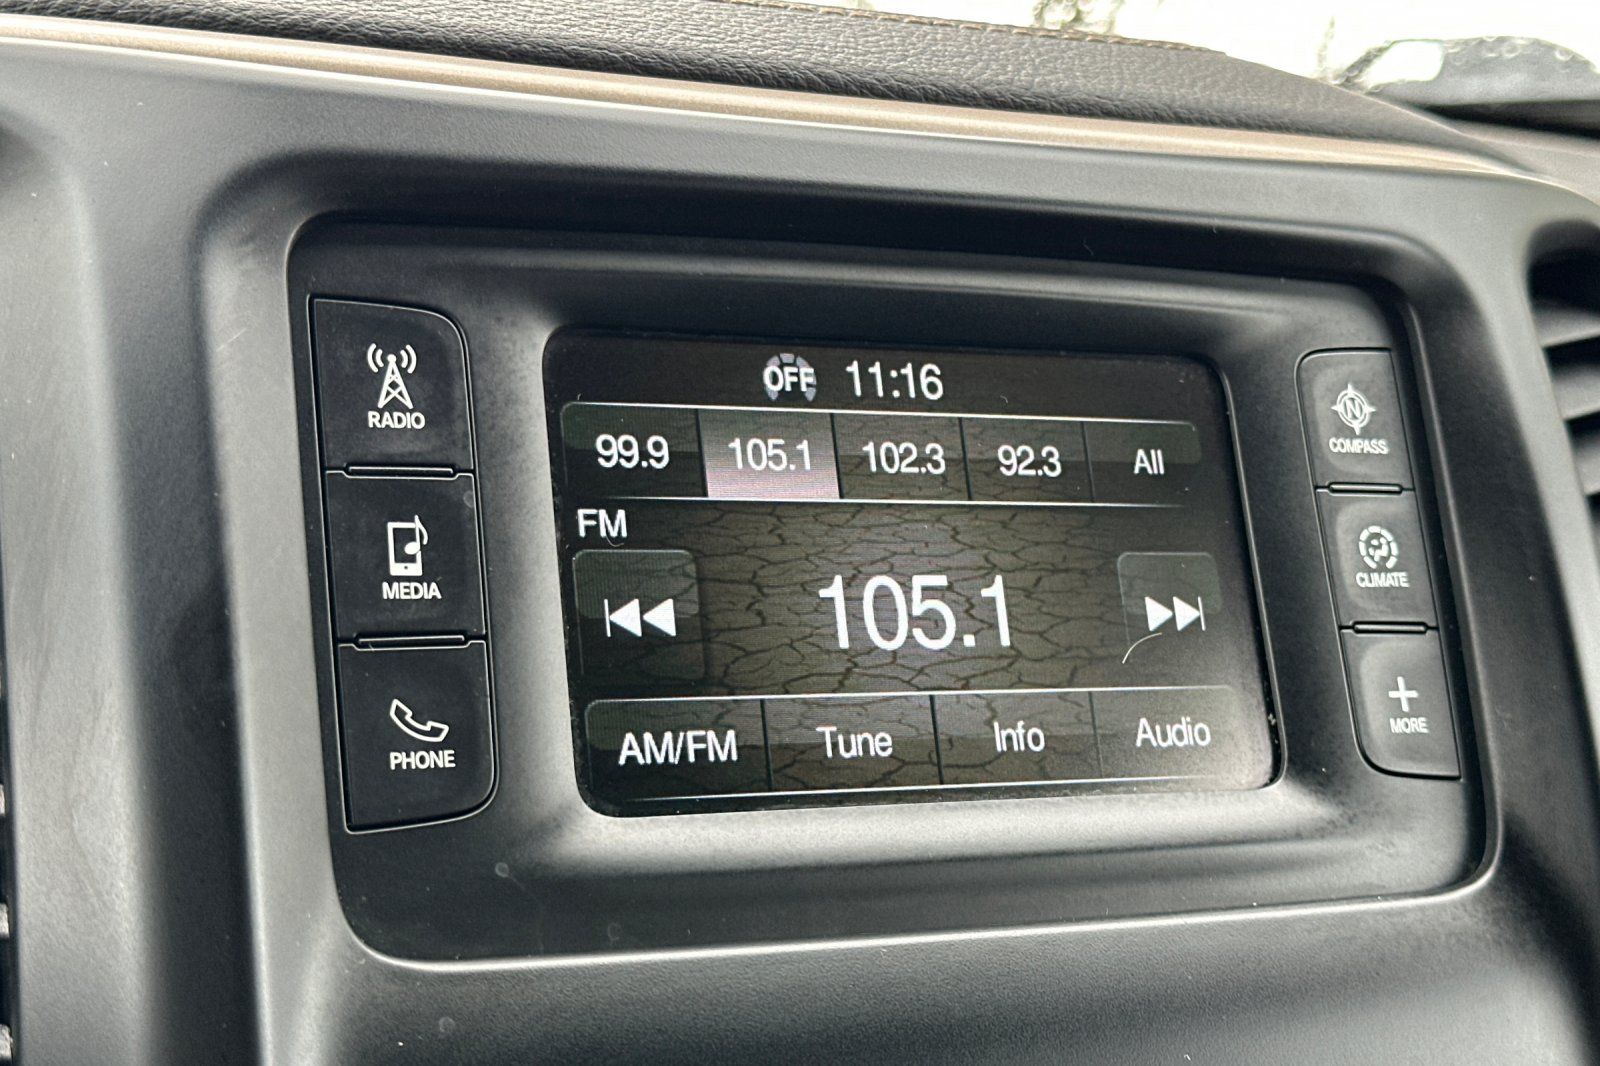 OFF 11:16
99.9 105.1 102.3 92.3 All
FM
105.1
AM/FM Tune Info Audio
RADIO
MEDIA
PHONE
N
COMPASS
CLIMATE
MORE